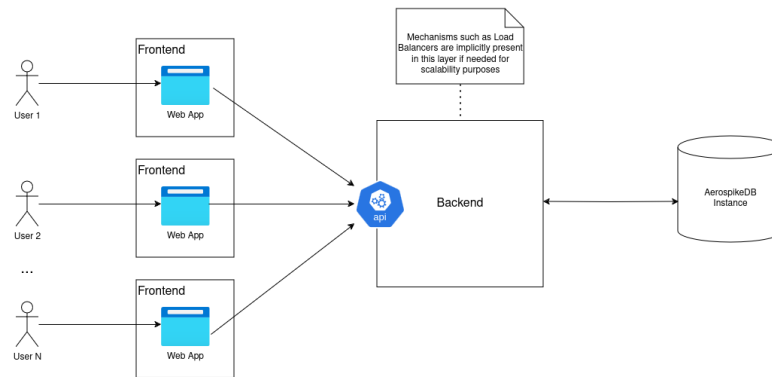 Mechanisms such as Load
Balancers are implicitly present
in this layer if needed for
scalability purposes
Frontend
Web App
User 1
Frontend
Web App
User 2
...
Frontend
Web App
User N
api
Backend
AerospikeDB
Instance